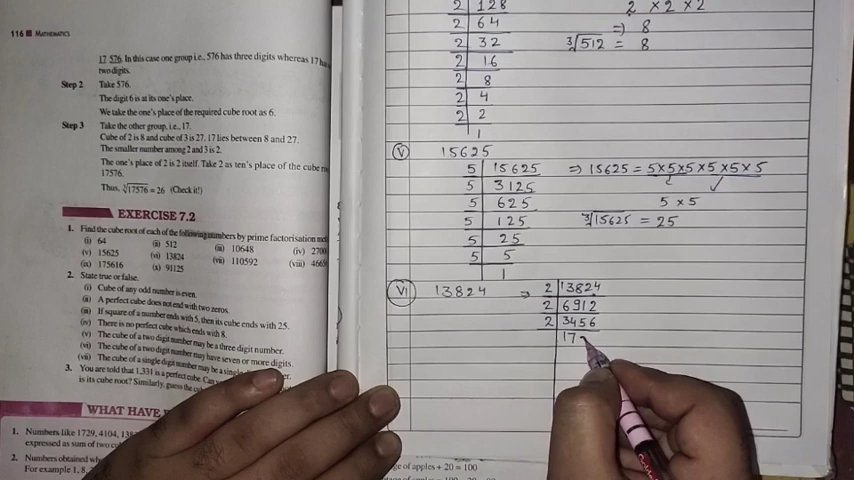 116 MATHEMATICS
17 576. In this case one group i.e., 576 has three digits whereas 17 has
two digits.
Step 2 Take 576.
The digit 6 is at its one's place.
We take the one's place of the required cube root as 6.
Step 3 Take the other group, i.e., 17.
Cube of 2 is 8 and cube of 3 is 27. 17 lies between 8 and 27.
The smaller number among 2 and 3 is 2.
The one's place of 2 is 2 itself. Take 2 as ten's place of the cube
17576.
Thus, ∛17576 = 26 (Check it!)
EXERCISE 7.2
1. Find the cube root of each of the following numbers by prime factorisation
(i) 64 (ii) 512 (iii) 10648 (iv) 2700
(v) 15625 (vi) 13824 (vii) 110592 (viii) 4665
(ix) 175616 (x) 91125
2. State true or false.
(i) Cube of any odd number is even.
(ii) A perfect cube does not end with two zeros.
(iii) If square of a number ends with 5, then its cube ends with 25.
(iv) There is no perfect cube which ends with 8.
(v) The cube of a two digit number may be a three digit number.
(vi) The cube of a two digit number may have seven or more digits.
(vii) The cube of a single digit number may be a
3. You are told that 1,331 is a perfect cube.
is its cube root? Similarly, guess the
WHAT HAVE
1. Numbers like 1729, 4104,
expressed as sum of two
2. Numbers obtained
For example 1, 8,
of apples + 20 = 100
2 128
2 64
2 32
2 16
2 8
2 4
2 2
1
2 × 2 × 2
⇒ 8
∛512 = 8
(V) 15625
5 15625 ⇒ 15625 = 5×5×5×5×5×5
5 3125
5 625 5 × 5
5 125 ∛15625 = 25
5 25
5 5
1
(VI) 13824 ⇒ 2 13824
2 6912
2 3456
17